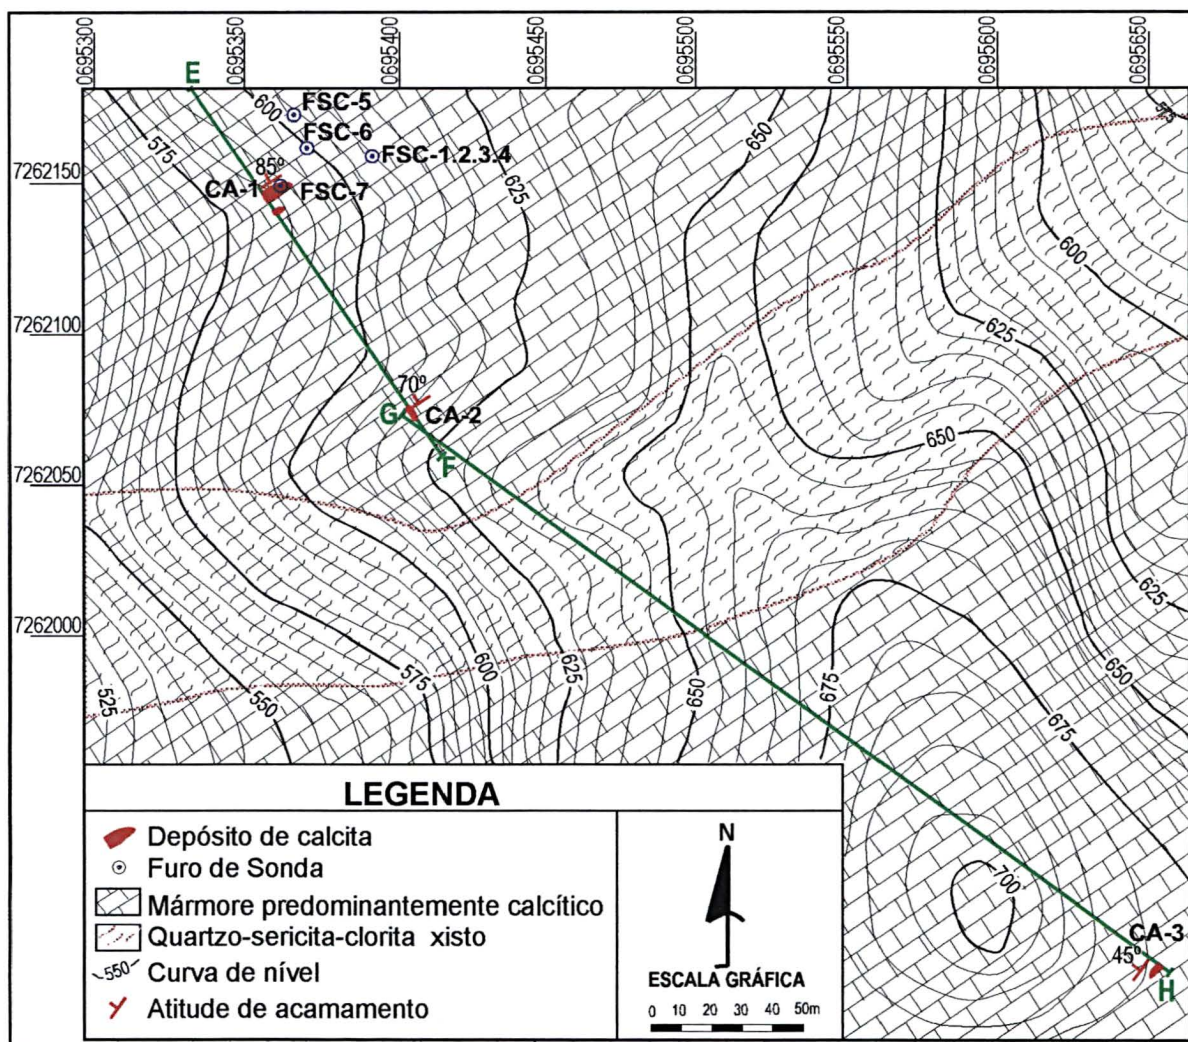 0695300
0695350
0695400
0695450
0695500
0695550
0695600
0695650
E
600
FSC-5
575
FSC-6
650
575
FSC-1.2.3.4
7262150
85º
CA-1
FSC-7
625
600
7262100
625
70º
G
CA-2
650
F
7262050
625
7262000
600
575
625
650
650
525
550
675
675
LEGENDA
Depósito de calcita
Furo de Sonda
Mármore predominantemente calcítico
Quartzo-sericita-clorita xisto
550
Curva de nível
Atitude de acamamento
N
ESCALA GRÁFICA
0 10 20 30 40 50m
700
CA-3
45º
H